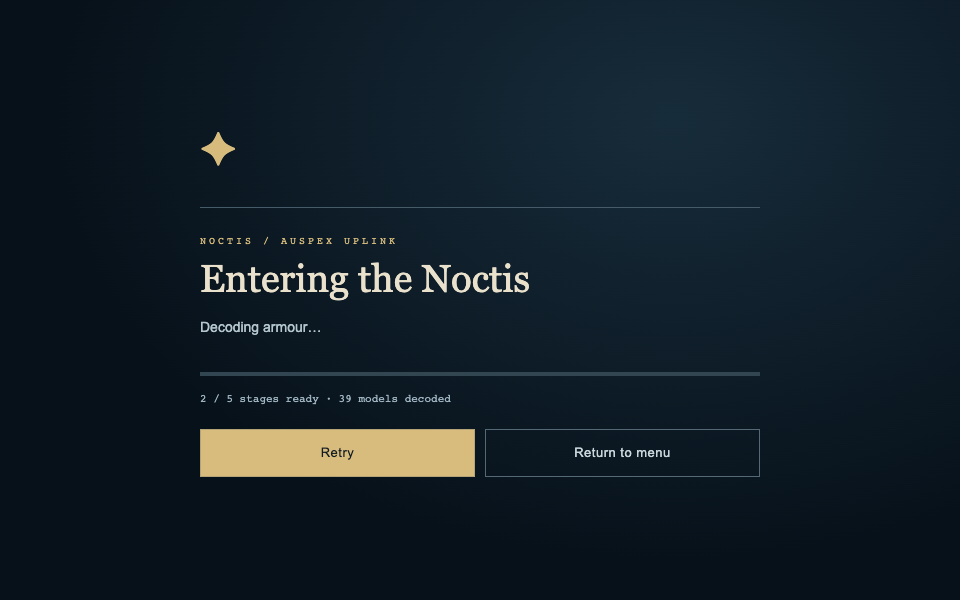 NOCTIS / AUSPEX UPLINK
Entering the Noctis
Decoding armour…
2 / 5 stages ready · 39 models decoded
Retry
Return to menu